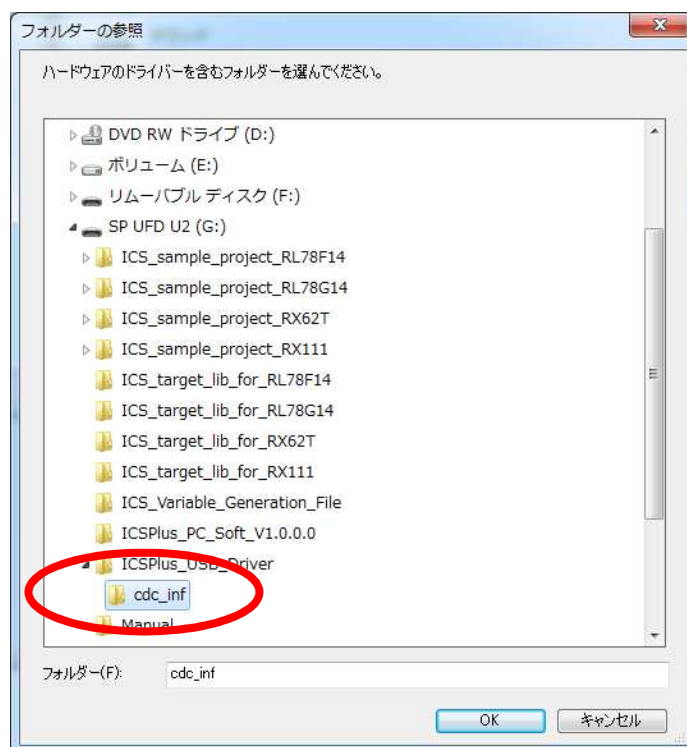 フォルダーの参照
ハードウェアのドライバーを含むフォルダーを選んでください。
DVD RW ドライブ (D:)
ボリューム (E:)
リムーバブル ディスク (F:)
SP UFD U2 (G:)
ICS_sample_project_RL78F14
ICS_sample_project_RL78G14
ICS_sample_project_RX62T
ICS_sample_project_RX111
ICS_target_lib_for_RL78F14
ICS_target_lib_for_RL78G14
ICS_target_lib_for_RX62T
ICS_target_lib_for_RX111
ICS_Variable_Generation_File
ICSPlus_PC_Soft_V1.0.0.0
ICSPlus_USB_Driver
cdc_inf
Manual
フォルダー(F): cdc_inf
OK キャンセル